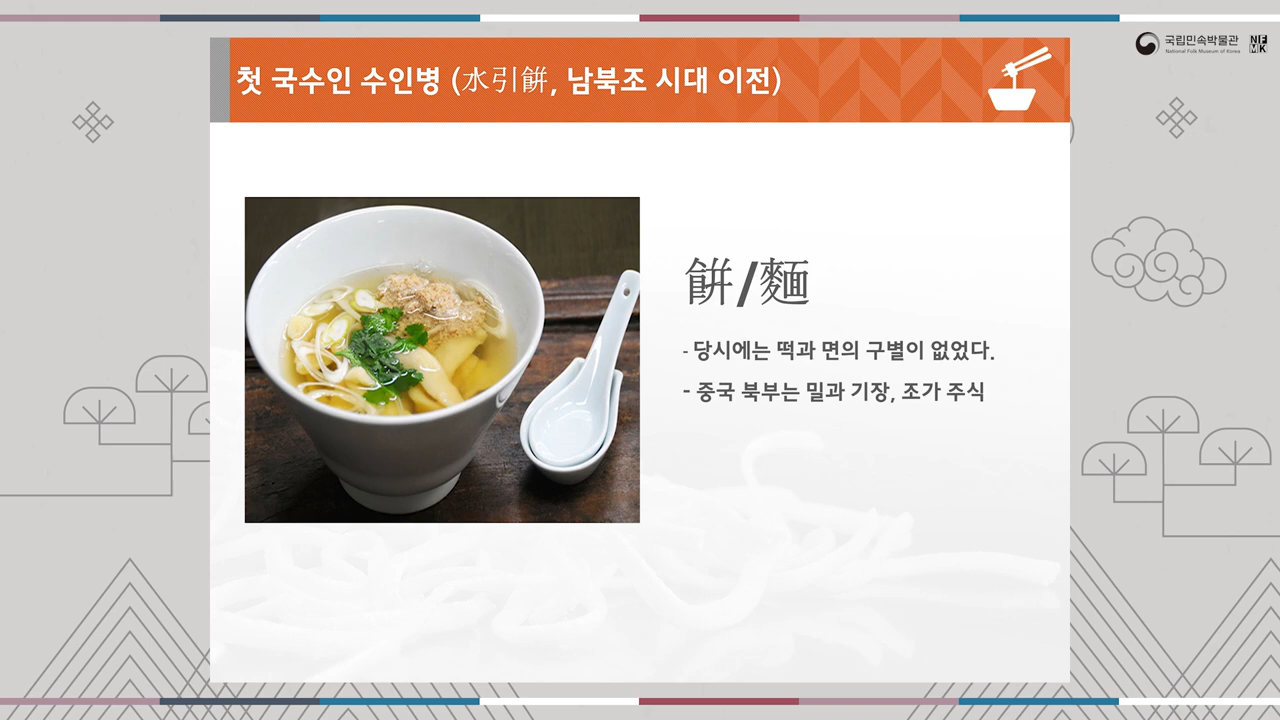 국립민속박물관
National Folk Museum of Korea
NF
MK
첫 국수인 수인병 (水引餠, 남북조 시대 이전)
餠/麵
- 당시에는 떡과 면의 구별이 없었다.
- 중국 북부는 밀과 기장, 조가 주식